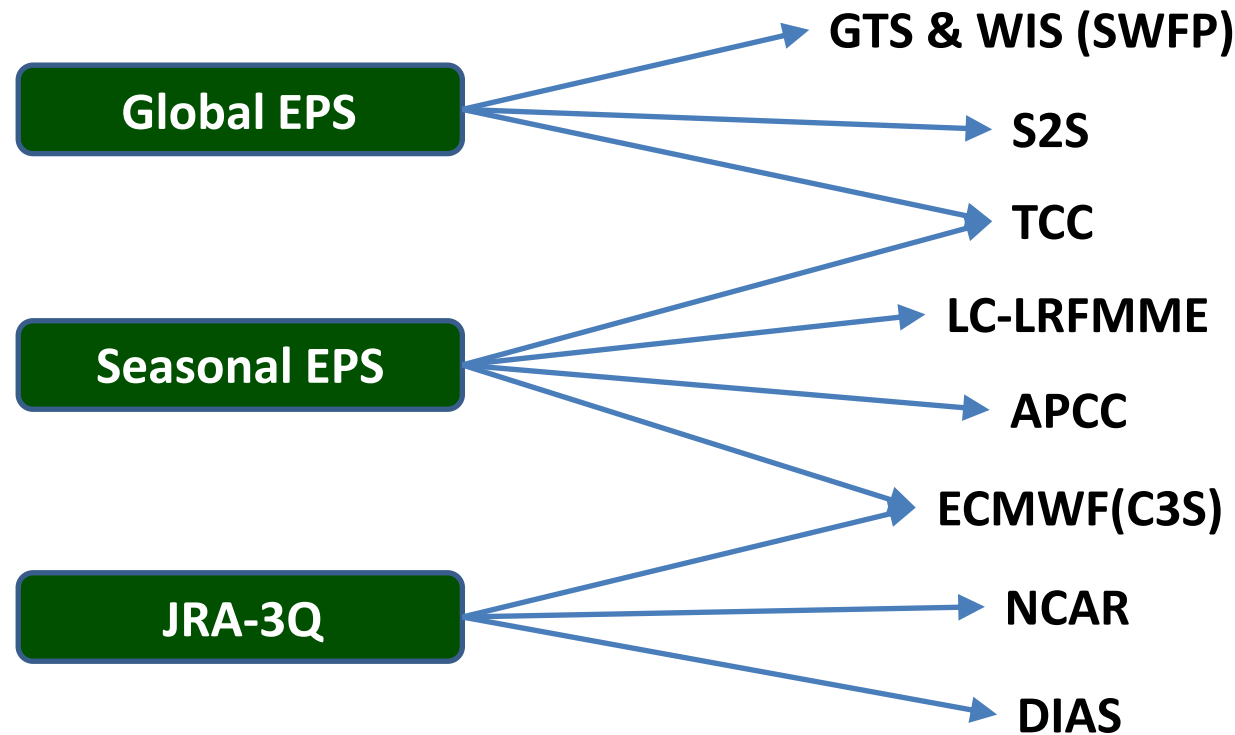 GTS & WIS (SWFP)
Global EPS
S2S
TCC
LC-LRFMME
Seasonal EPS
APCC
ECMWF(C3S)
NCAR
JRA-3Q
DIAS